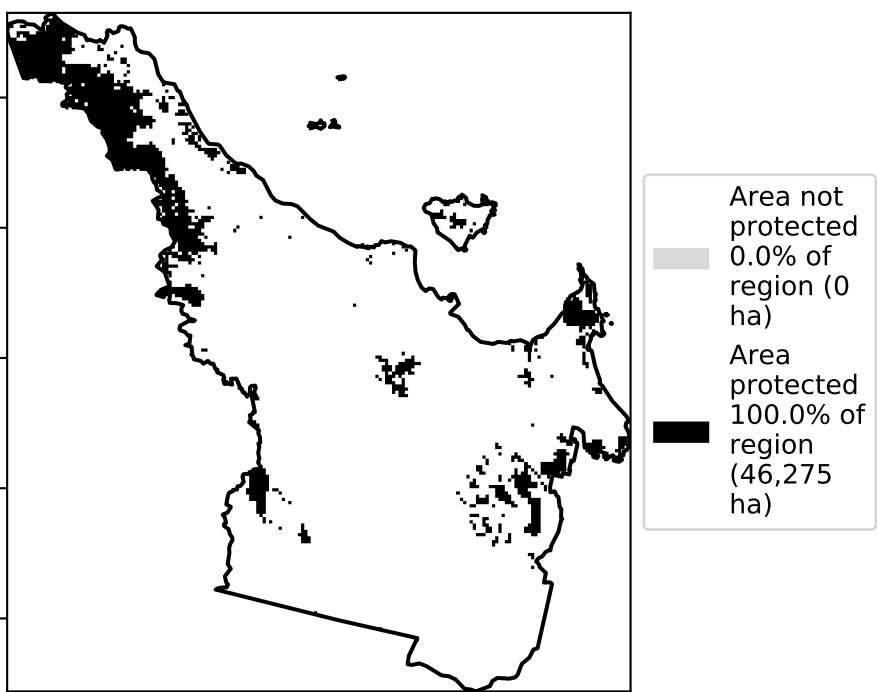 Area not
protected
0.0% of
region (0
ha)
Area
protected
100.0% of
region
(46,275
ha)